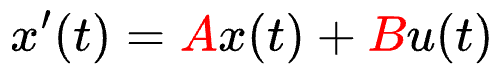 x′(t) = Ax(t) + Bu(t)